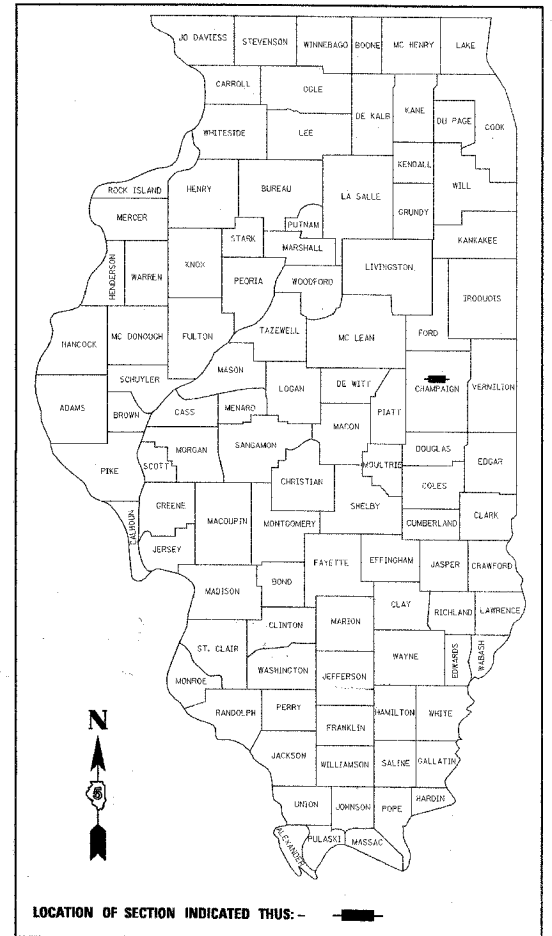 JO DAVIESS STEVENSON WINNEBAGO BOONE MC HENRY LAKE
CARROLL OGLE DE KALB KANE DU PAGE COOK
WHITESIDE LEE
KENDALL
ROCK ISLAND HENRY BUREAU LA SALLE GRUNDY WILL
MERCER PUTNAM
STARK MARSHALL KANKAKEE
HENDERSON WARREN KNOX PEORIA WOODFORD LIVINGSTON IROQUOIS
HANCOCK MC DONOUGH FULTON TAZEWELL MC LEAN FORD
MASON
SCHUYLER LOGAN DE WITT CHAMPAIGN VERMILION
ADAMS BROWN CASS MENARD MACON PIATT
MORGAN SANGAMON DOUGLAS
PIKE SCOTT CHRISTIAN MOULTRIE EDGAR
COLES
GREENE SHELBY
CALHOUN MACOUPIN MONTGOMERY CUMBERLAND CLARK
JERSEY FAYETTE EFFINGHAM JASPER CRAWFORD
MADISON BOND
CLAY RICHLAND LAWRENCE
CLINTON MARION
ST. CLAIR WAYNE EDWARDS WABASH
WASHINGTON JEFFERSON
MONROE
RANDOLPH PERRY HAMILTON WHITE
FRANKLIN
JACKSON WILLIAMSON SALINE GALLATIN
UNION JOHNSON POPE HARDIN
ALEXANDER PULASKI MASSAC
N
5
LOCATION OF SECTION INDICATED THUS: -